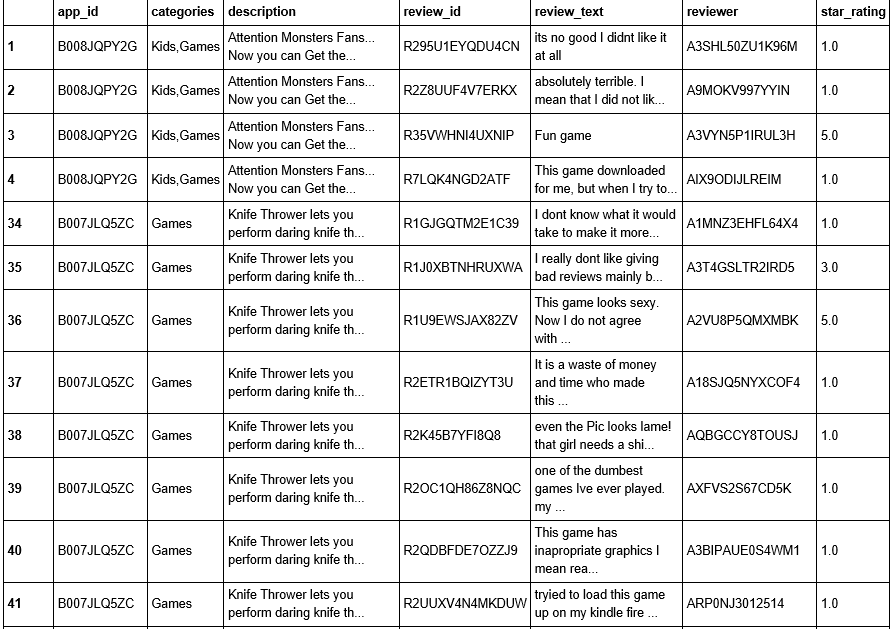 app_id categories description review_id review_text reviewer star_rating
1 B008JQPY2G Kids,Games Attention Monsters Fans... Now you can Get the... R295U1EYQDU4CN its no good I didnt like it at all A3SHL50ZU1K96M 1.0
2 B008JQPY2G Kids,Games Attention Monsters Fans... Now you can Get the... R2Z8UUF4V7ERKX absolutely terrible. I mean that I did not lik... A9MOKV997YYIN 1.0
3 B008JQPY2G Kids,Games Attention Monsters Fans... Now you can Get the... R35VWHNI4UXNIP Fun game A3VYN5P1IRUL3H 5.0
4 B008JQPY2G Kids,Games Attention Monsters Fans... Now you can Get the... R7LQK4NGD2ATF This game downloaded for me, but when I try to... AIX9ODIJLREIM 1.0
34 B007JLQ5ZC Games Knife Thrower lets you perform daring knife th... R1GJGQTM2E1C39 I dont know what it would take to make it more... A1MNZ3EHFL64X4 1.0
35 B007JLQ5ZC Games Knife Thrower lets you perform daring knife th... R1J0XBTNHRUXWA I really dont like giving bad reviews mainly b... A3T4GSLTR2IRD5 3.0
36 B007JLQ5ZC Games Knife Thrower lets you perform daring knife th... R1U9EWSJAX82ZV This game looks sexy. Now I do not agree with ... A2VU8P5QMXMBK 5.0
37 B007JLQ5ZC Games Knife Thrower lets you perform daring knife th... R2ETR1BQIZYT3U It is a waste of money and time who made this ... A18SJQ5NYXCOF4 1.0
38 B007JLQ5ZC Games Knife Thrower lets you perform daring knife th... R2K45B7YFI8Q8 even the Pic looks lame! that girl needs a shi... AQBGCCY8TOUSJ 1.0
39 B007JLQ5ZC Games Knife Thrower lets you perform daring knife th... R2OC1QH86Z8NQC one of the dumbest games Ive ever played. my ... AXFVS2S67CD5K 1.0
40 B007JLQ5ZC Games Knife Thrower lets you perform daring knife th... R2QDBFDE7OZZJ9 This game has inapropriate graphics I mean rea... A3BIPAUE0S4WM1 1.0
41 B007JLQ5ZC Games Knife Thrower lets you perform daring knife th... R2UUXV4N4MKDUW tryied to load this game up on my kindle fire ... ARP0NJ3012514 1.0